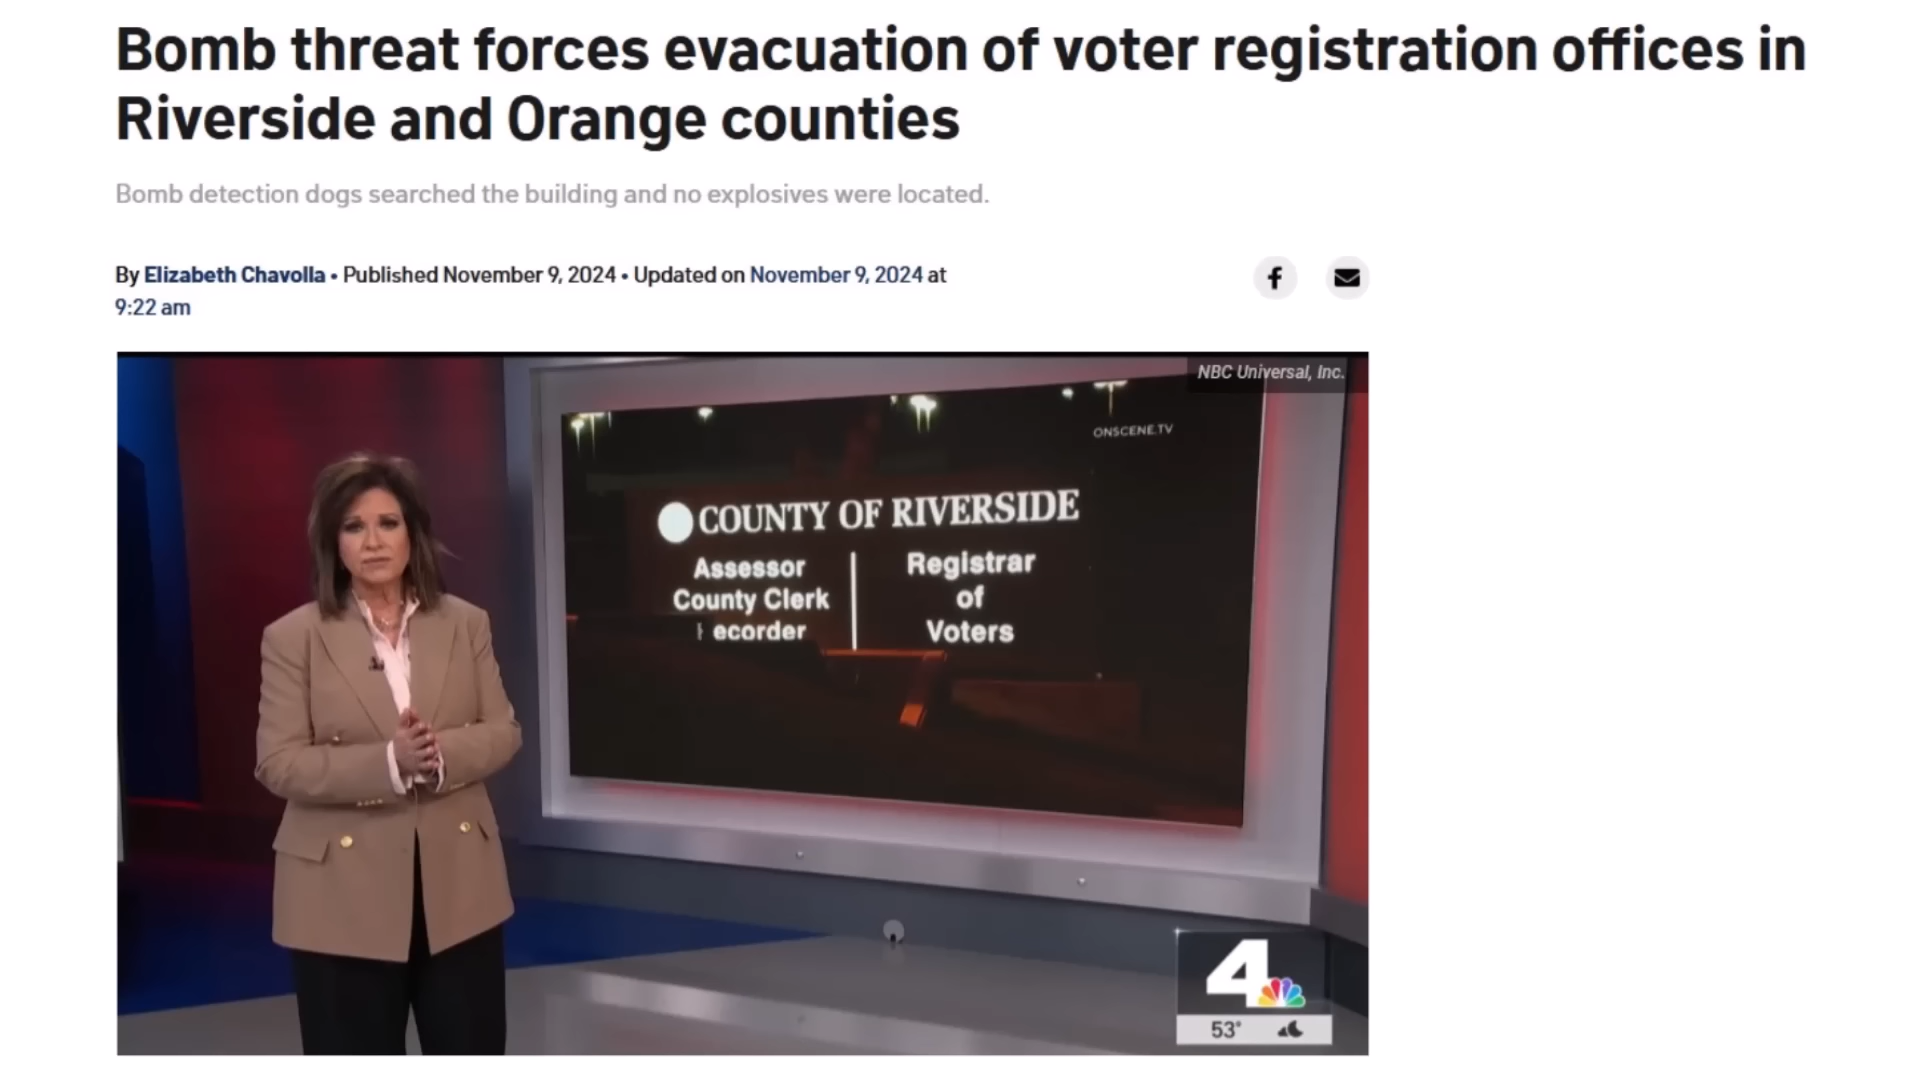 Bomb threat forces evacuation of voter registration offices in
Riverside and Orange counties
Bomb detection dogs searched the building and no explosives were located.
By Elizabeth Chavolla • Published November 9, 2024 • Updated on November 9, 2024 at
9:22 am
f
NBC Universal, Inc.
ONSCENE.TV
COUNTY OF RIVERSIDE
Assessor
County Clerk
ecorder
Registrar
of
Voters
4
53°